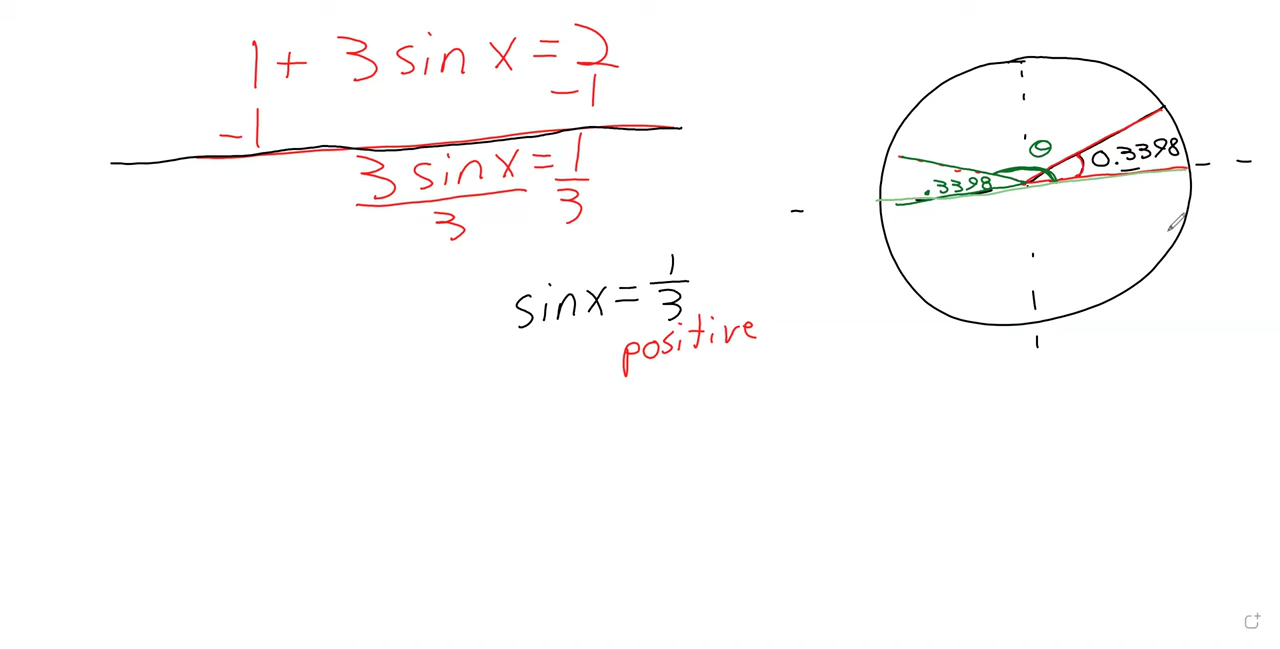 1 + 3 sin x = 2
-1 -1
3 sin x = 1
3 3
sin x = 1/3
positive
θ
0.3398
.3398